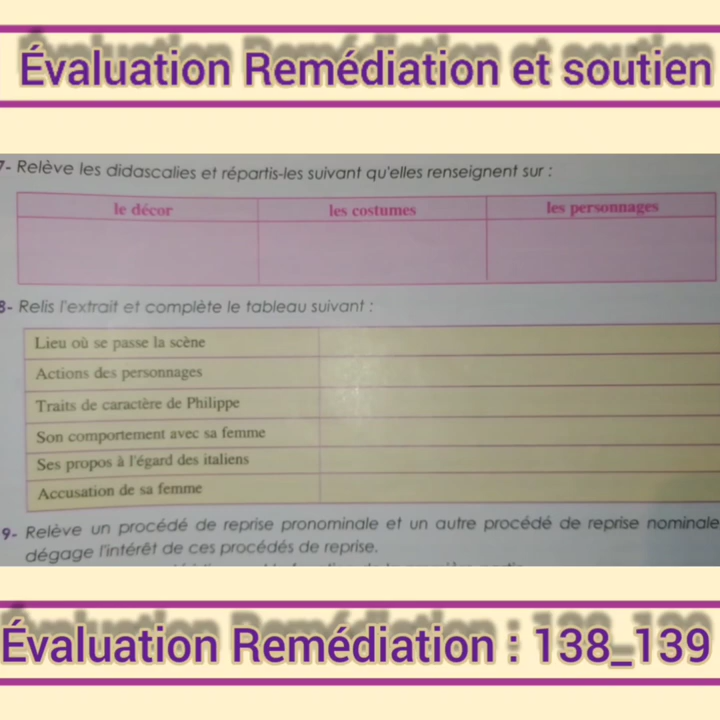 Évaluation Remédiation et soutien
7- Relève les didascalies et répartis-les suivant qu'elles renseignent sur :
le décor les costumes les personnages
8- Relis l'extrait et complète le tableau suivant :
Lieu où se passe la scène
Actions des personnages
Traits de caractère de Philippe
Son comportement avec sa femme
Ses propos à l'égard des italiens
Accusation de sa femme
9- Relève un procédé de reprise pronominale et un autre procédé de reprise nominale
dégage l'intérêt de ces procédés de reprise.
Évaluation Remédiation : 138_139